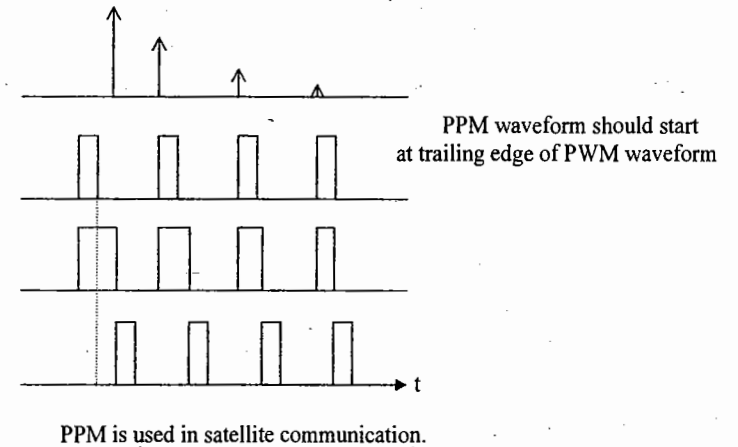 PPM waveform should start
at trailing edge of PWM waveform
t
PPM is used in satellite communication.